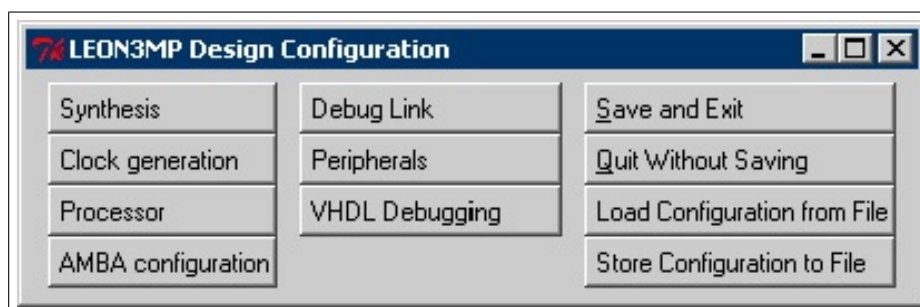 LEON3MP Design Configuration
Synthesis
Clock generation
Processor
AMBA configuration
Debug Link
Peripherals
VHDL Debugging
Save and Exit
Quit Without Saving
Load Configuration from File
Store Configuration to File